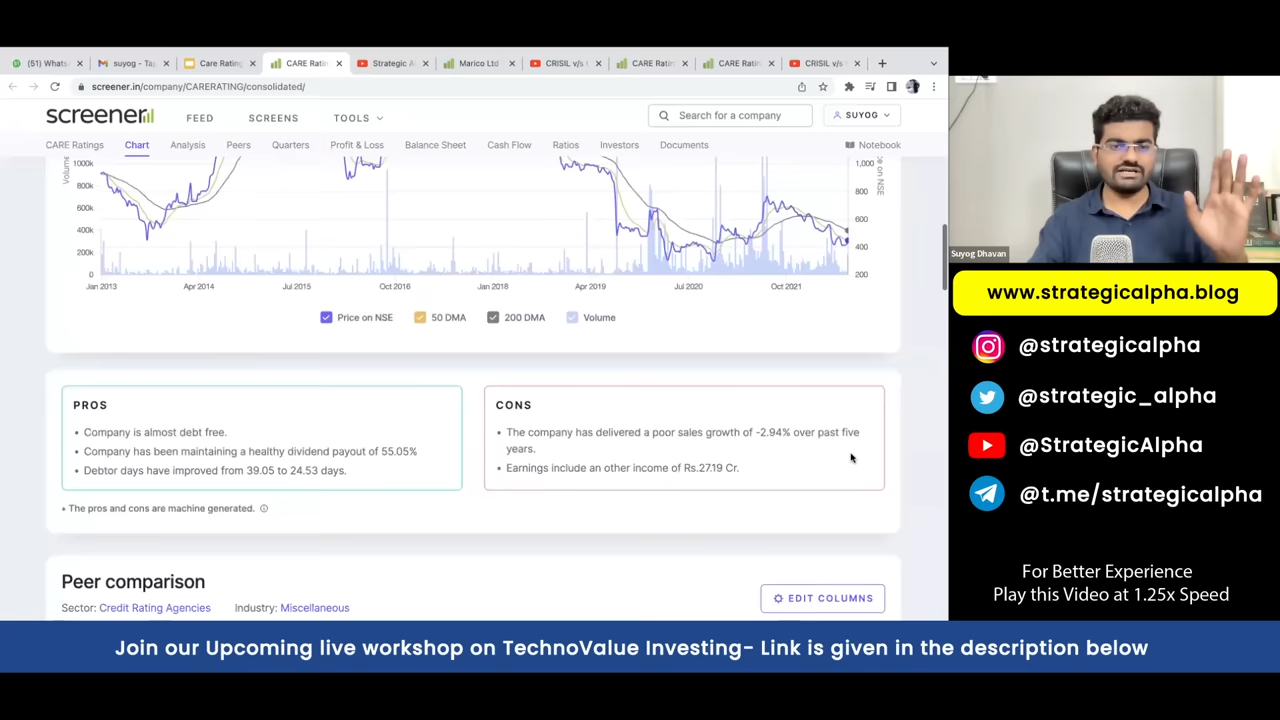 (51) Whats
suyog - Ta
Care Rating
CARE Ratin
Strategic A
Marico Ltd
CRISIL v/s
CARE Ratin
CARE Ratin
CRISIL v/s
screener.in/company/CARERATING/consolidated/
screener
FEED
SCREENS
TOOLS
Search for a company
SUYOG
CARE Ratings
Chart
Analysis
Peers
Quarters
Profit & Loss
Balance Sheet
Cash Flow
Ratios
Investors
Documents
Notebook
Volume
1000k
800k
600k
400k
200k
0
1,000
800
600
400
200
e on NSE
Jan 2013
Apr 2014
Jul 2015
Oct 2016
Jan 2018
Apr 2019
Jul 2020
Oct 2021
Price on NSE
50 DMA
200 DMA
Volume
PROS
• Company is almost debt free.
• Company has been maintaining a healthy dividend payout of 55.05%
• Debtor days have improved from 39.05 to 24.53 days.
CONS
• The company has delivered a poor sales growth of -2.94% over past five
years.
• Earnings include an other income of Rs.27.19 Cr.
* The pros and cons are machine generated.
Peer comparison
Sector: Credit Rating Agencies Industry: Miscellaneous
EDIT COLUMNS
Suyog Dhavan
www.strategicalpha.blog
@strategicalpha
@strategic_alpha
@StrategicAlpha
@t.me/strategicalpha
For Better Experience
Play this Video at 1.25x Speed
Join our Upcoming live workshop on TechnoValue Investing- Link is given in the description below